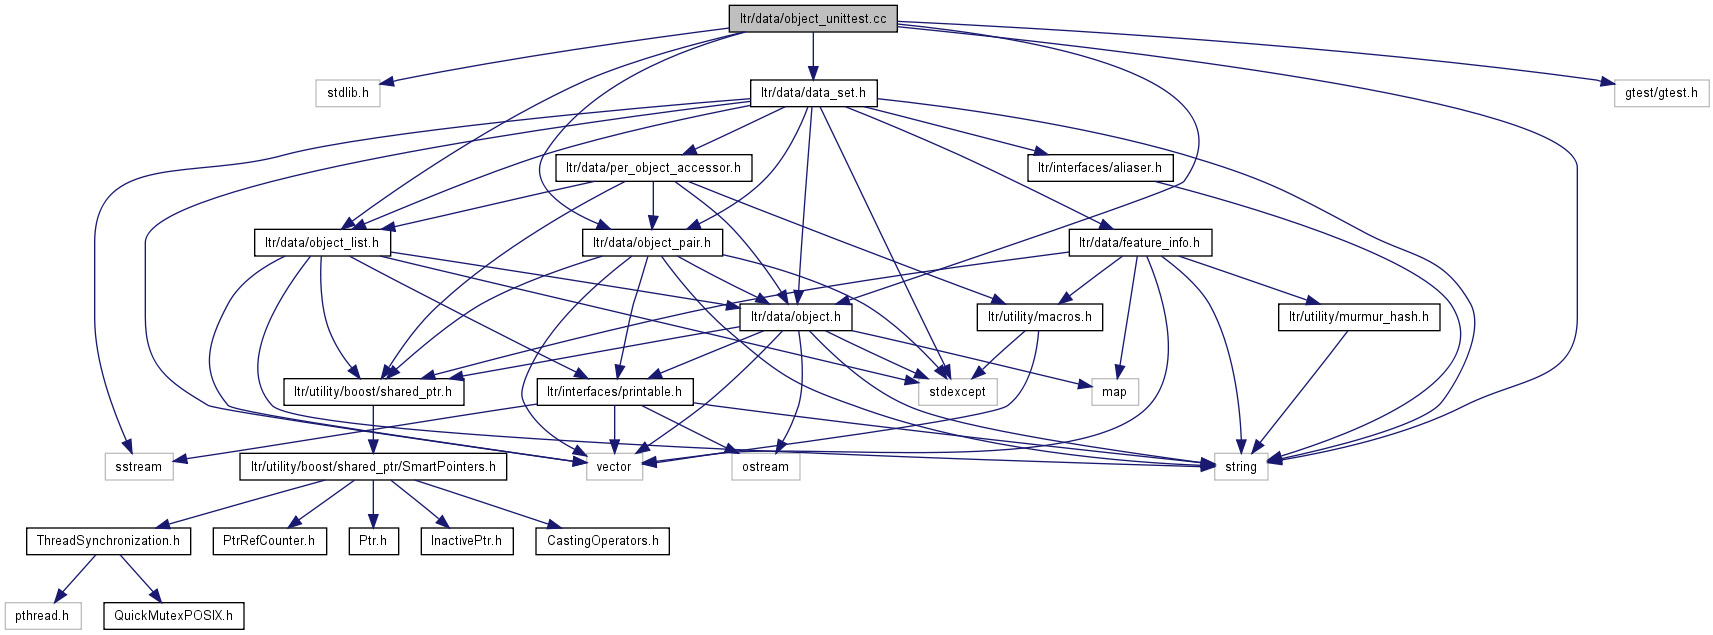 ltr/data/object_unittest.cc
stdlib.h
ltr/data/data_set.h
gtest/gtest.h
ltr/data/per_object_accessor.h
ltr/interfaces/aliaser.h
ltr/data/object_list.h
ltr/data/object_pair.h
ltr/data/feature_info.h
ltr/data/object.h
ltr/utility/macros.h
ltr/utility/murmur_hash.h
ltr/utility/boost/shared_ptr.h
ltr/interfaces/printable.h
stdexcept
map
sstream
ltr/utility/boost/shared_ptr/SmartPointers.h
vector
ostream
string
ThreadSynchronization.h
PtrRefCounter.h
Ptr.h
InactivePtr.h
CastingOperators.h
pthread.h
QuickMutexPOSIX.h